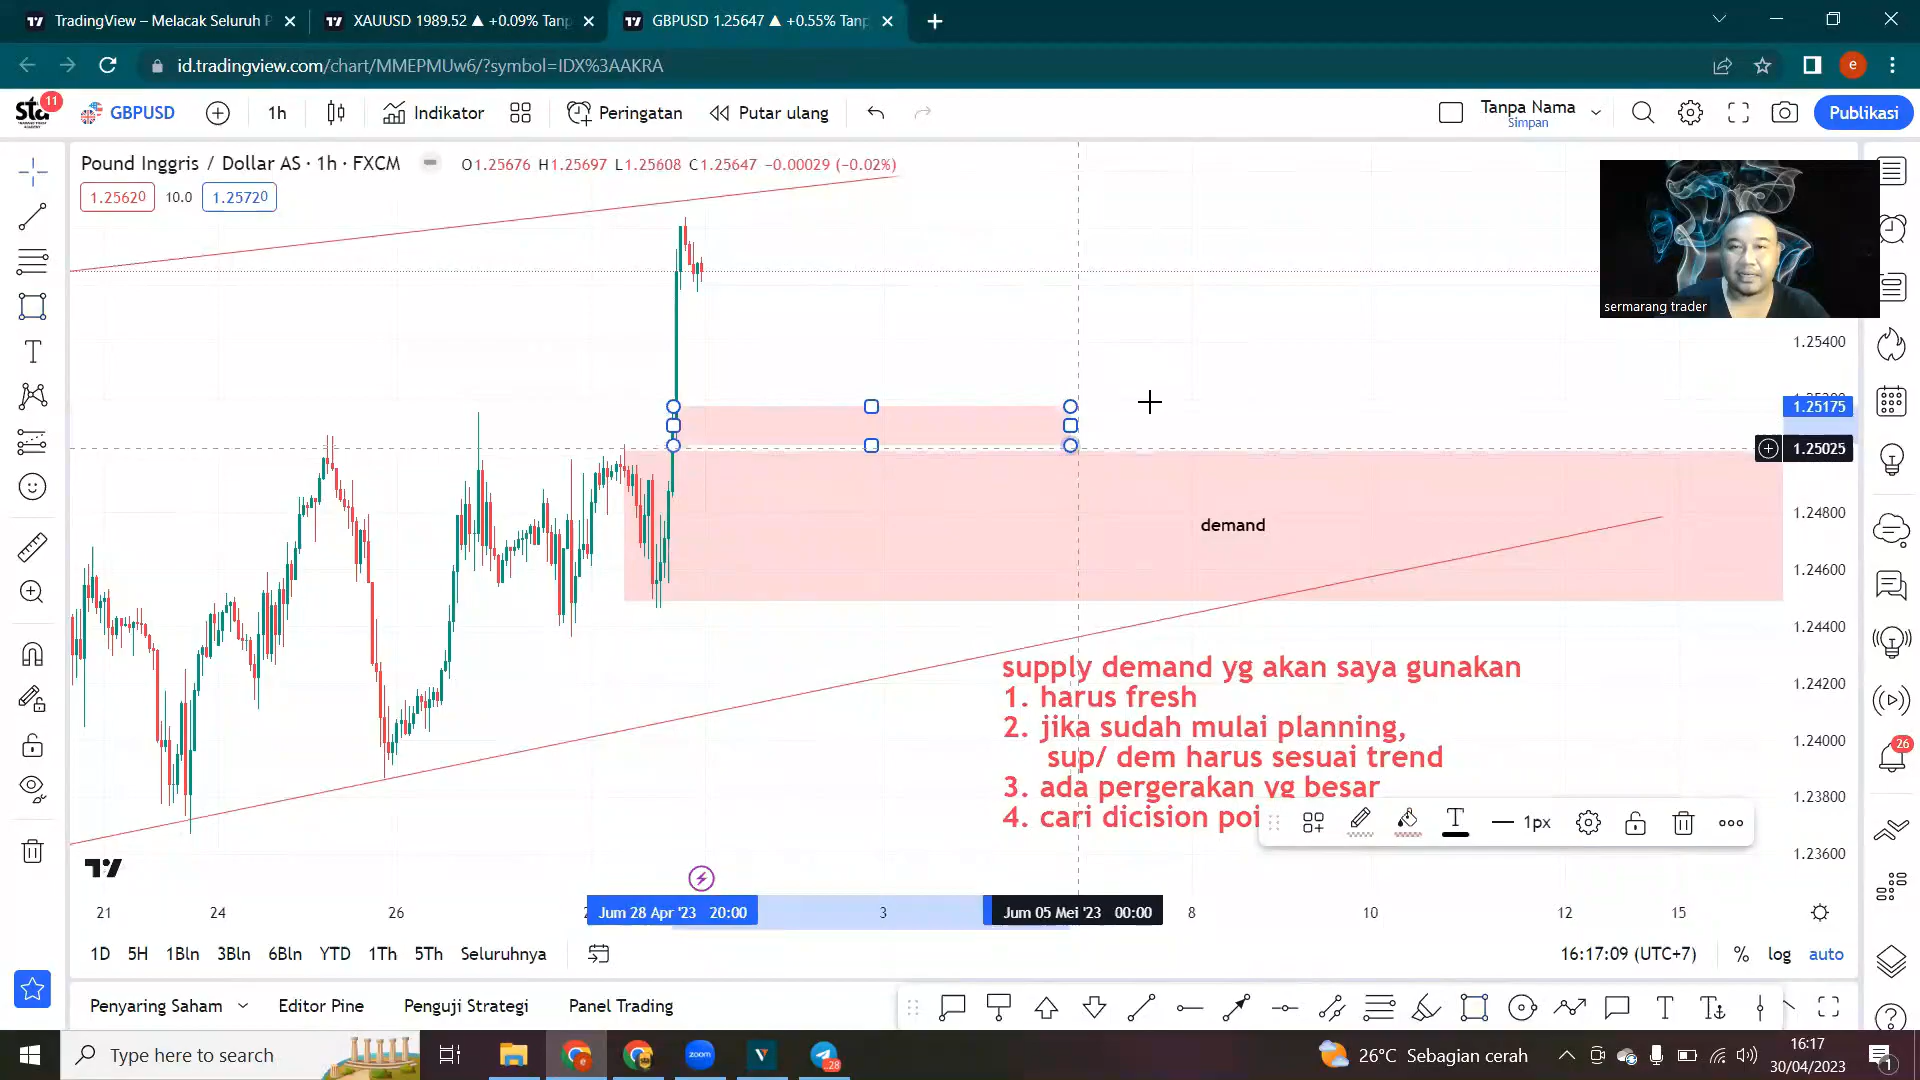 TradingView – Melacak Seluruh P
XAUUSD 1989.52 ▲ +0.09% Tanp
GBPUSD 1.25647 ▲ +0.55% Tanp
id.tradingview.com/chart/MMEPMUw6/?symbol=IDX%3AAKRA
e
sta
11
GBPUSD
1h
Indikator
Peringatan
Putar ulang
Tanpa Nama
Simpan
Publikasi
Pound Inggris / Dollar AS · 1h · FXCM
O1.25676 H1.25697 L1.25608 C1.25647 −0.00029 (−0.02%)
1.25620
10.0
1.25720
sermarang trader
1.25400
1.25175
1.25025
1.24800
1.24600
1.24400
1.24200
1.24000
1.23800
1.23600
demand
supply demand yg akan saya gunakan
1. harus fresh
2. jika sudah mulai planning,
sup/ dem harus sesuai trend
3. ada pergerakan yg besar
4. cari dicision poi
T
1px
26
21
24
26
Jum 28 Apr '23 20:00
3
Jum 05 Mei '23 00:00
8
10
12
15
1D
5H
1Bln
3Bln
6Bln
YTD
1Th
5Th
Seluruhnya
16:17:09 (UTC+7)
%
log
auto
Penyaring Saham
Editor Pine
Penguji Strategi
Panel Trading
Type here to search
zoom
28
26°C Sebagian cerah
16:17
30/04/2023
1